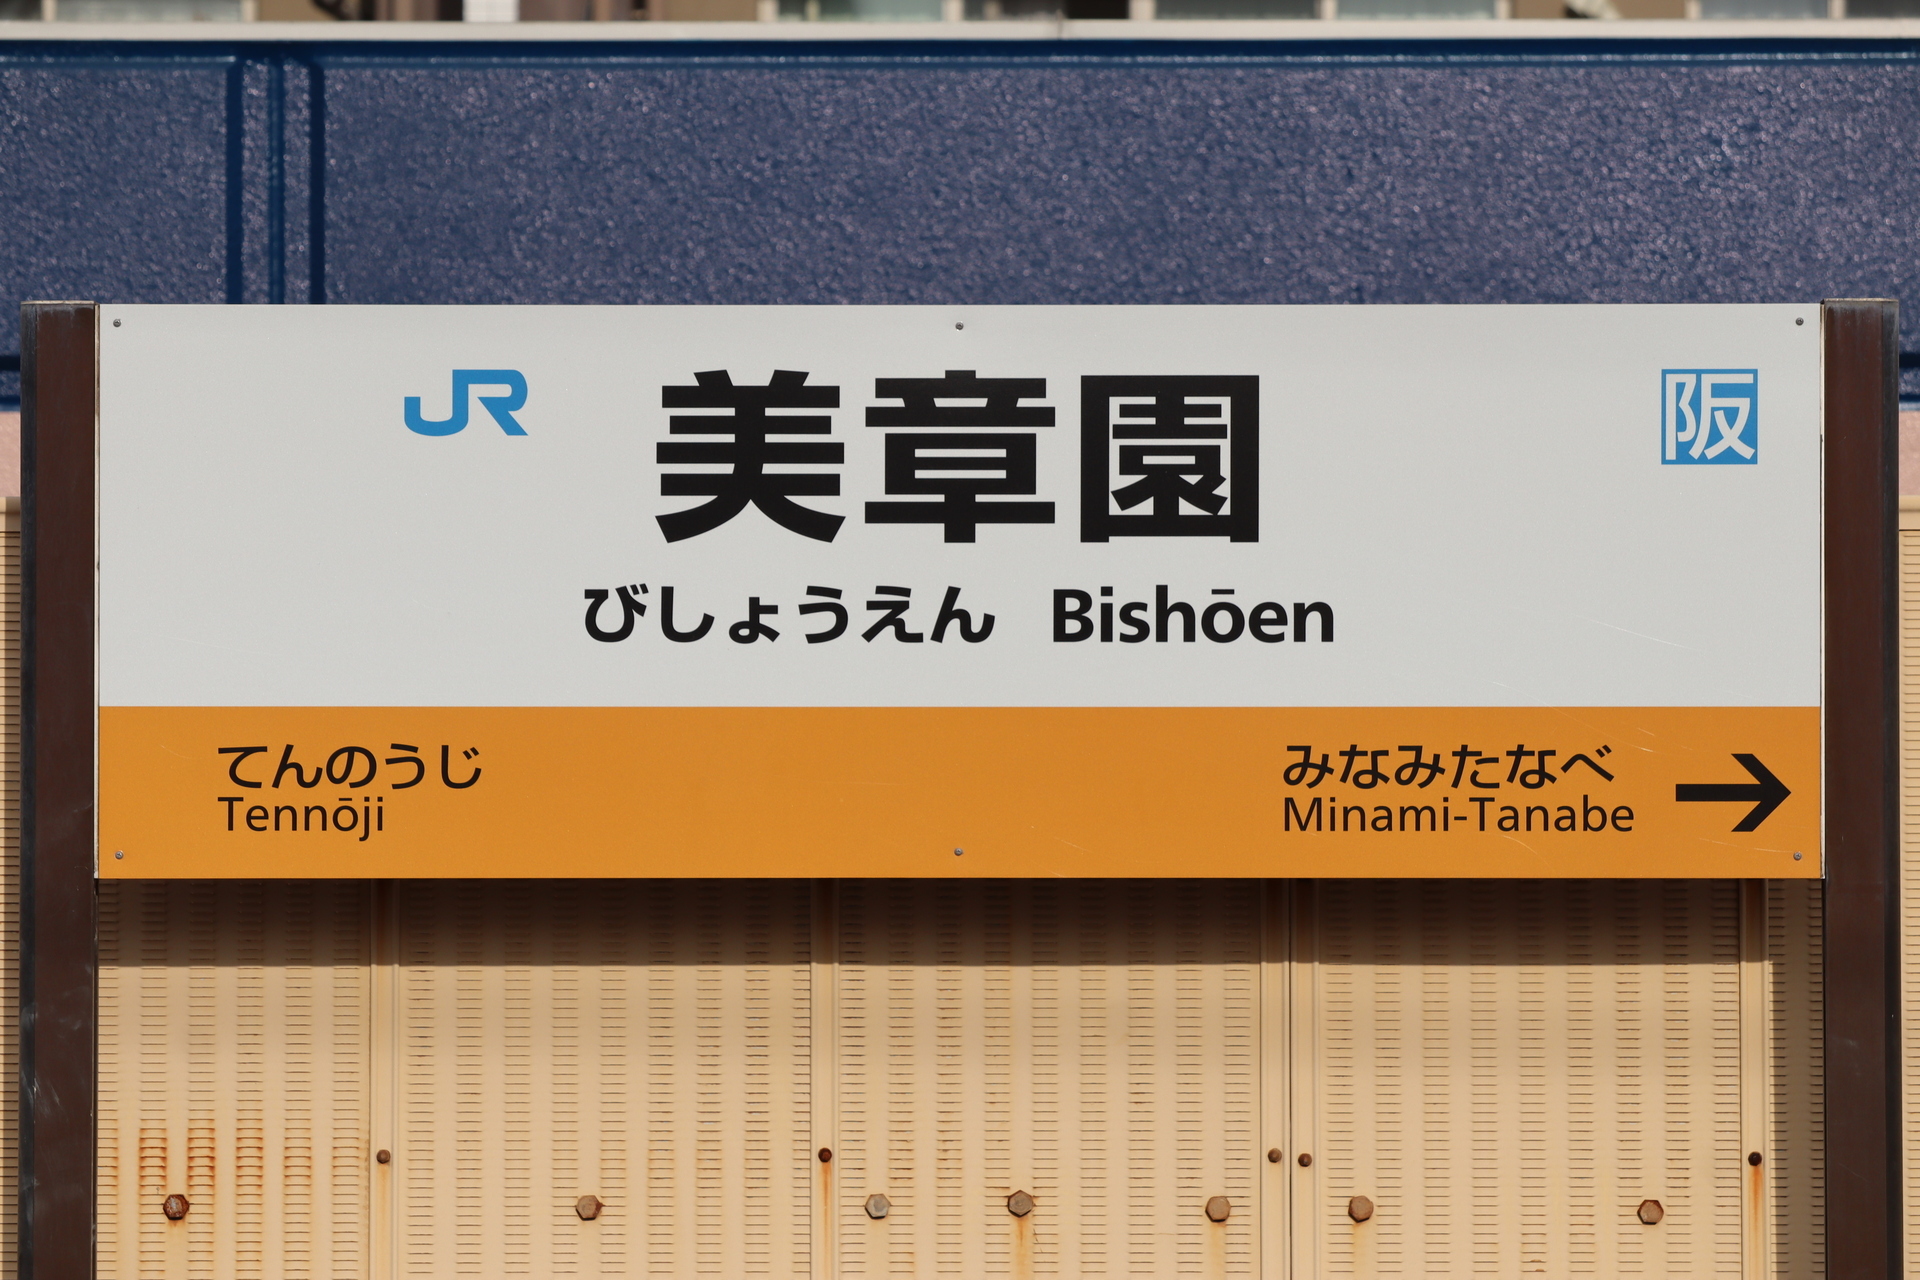 JR 美章園 阪
びしょうえん Bishōen
てんのうじ みなみたなべ →
Tennōji Minami-Tanabe